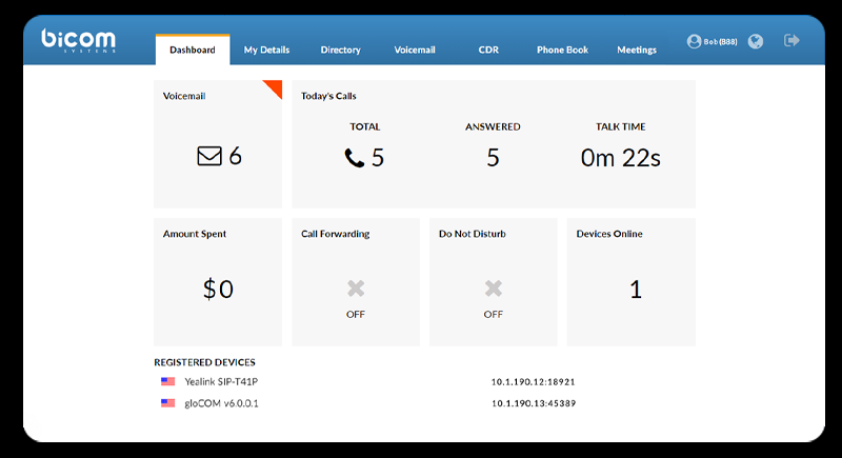 bicom
SYSTEMS
Dashboard My Details Directory Voicemail CDR Phone Book Meetings Bob (888)
Voicemail
6
Today's Calls
TOTAL ANSWERED TALK TIME
5 5 0m 22s
Amount Spent
$0
Call Forwarding
OFF
Do Not Disturb
OFF
Devices Online
1
REGISTERED DEVICES
Yealink SIP-T41P 10.1.190.12:18921
gloCOM v6.0.0.1 10.1.190.13:45389